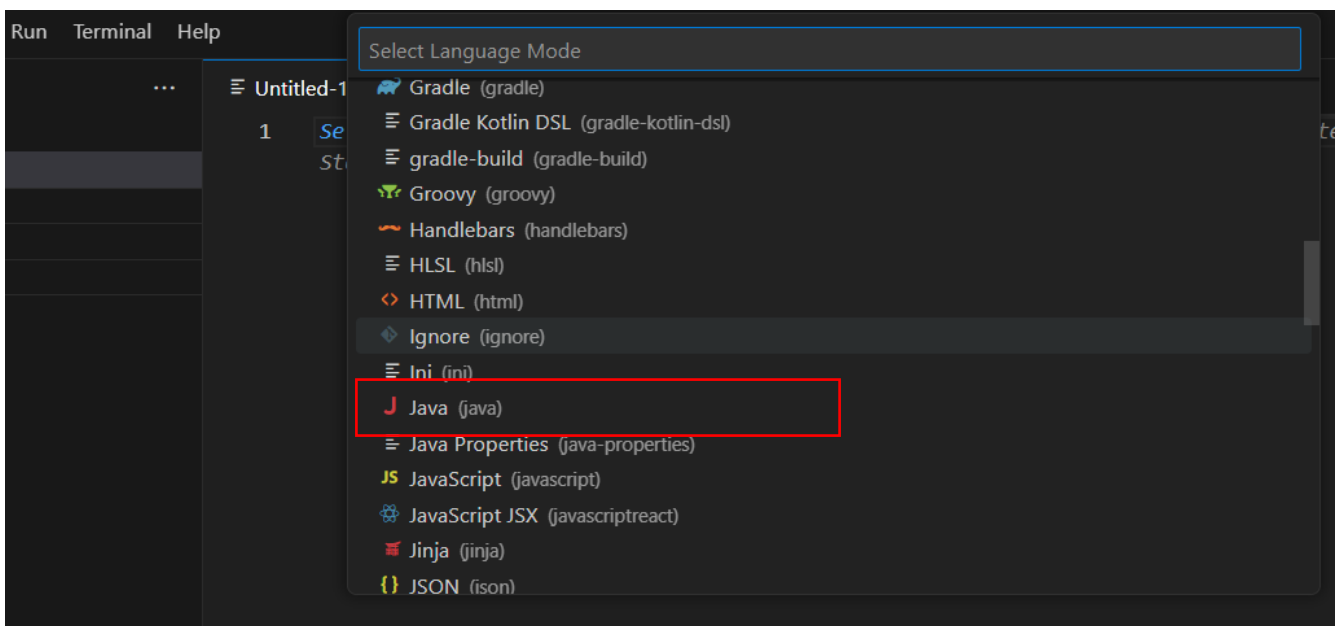 Run Terminal Help
Select Language Mode
Untitled-1
Gradle (gradle)
1 Se
Gradle Kotlin DSL (gradle-kotlin-dsl)
gradle-build (gradle-build)
Groovy (groovy)
Handlebars (handlebars)
HLSL (hlsl)
HTML (html)
Ignore (ignore)
Ini (ini)
J Java (java)
Java Properties (java-properties)
JS JavaScript (javascript)
JavaScript JSX (javascriptreact)
Jinja (jinja)
{} JSON (json)